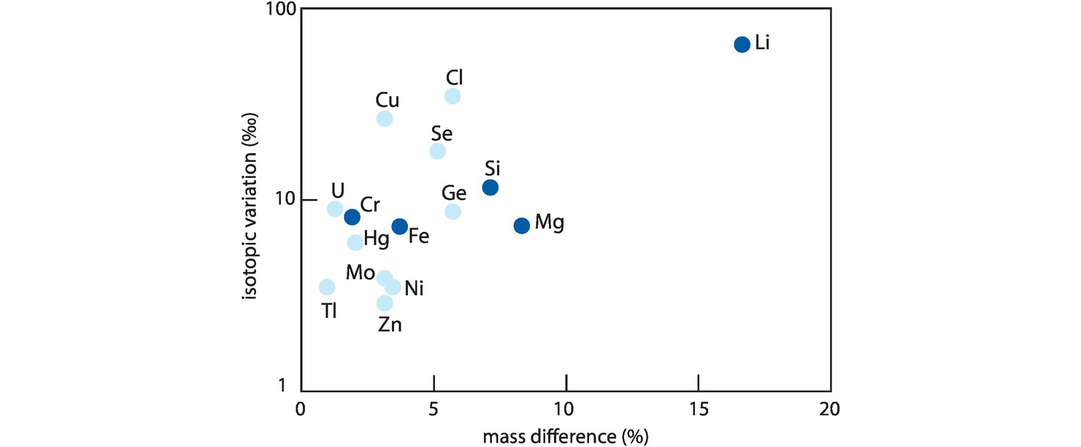 100
Li
Cl
Cu
Se
Si
U
Ge
10
Cr
Mg
Fe
Hg
Mo
Ni
Tl
Zn
1
0
5
10
15
20
mass difference (%)
isotopic variation (‰)